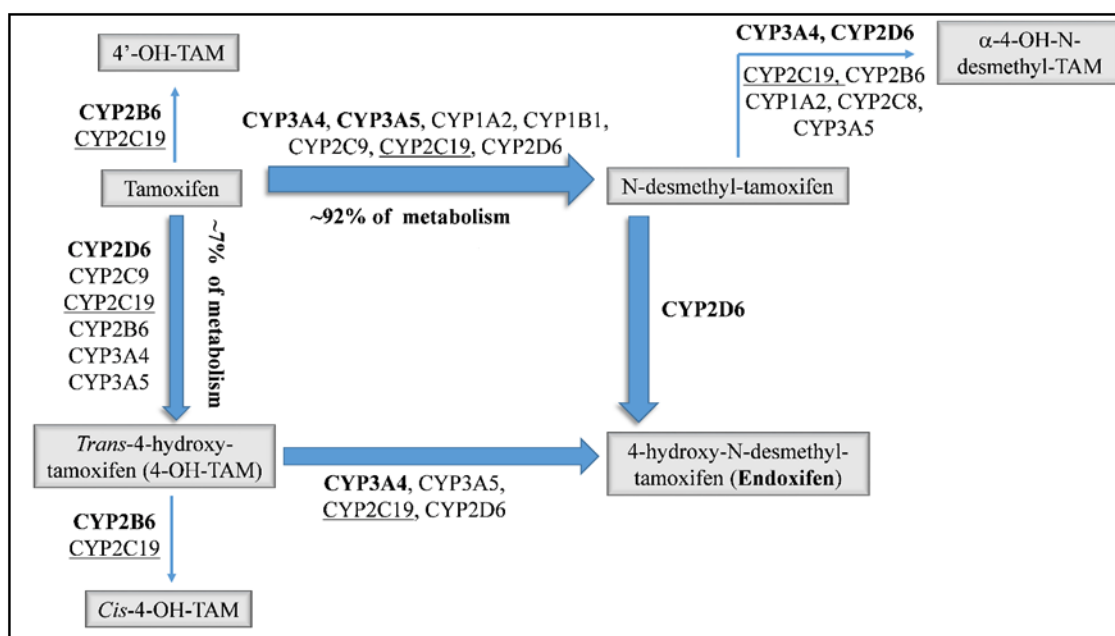 4’-OH-TAM
CYP2B6
CYP2C19
Tamoxifen
CYP3A4, CYP3A5, CYP1A2, CYP1B1,
CYP2C9, CYP2C19, CYP2D6
~92% of metabolism
N-desmethyl-tamoxifen
CYP3A4, CYP2D6
CYP2C19, CYP2B6
CYP1A2, CYP2C8,
CYP3A5
α-4-OH-N-
desmethyl-TAM
CYP2D6
CYP2C9
CYP2C19
CYP2B6
CYP3A4
CYP3A5
~7% of metabolism
CYP2D6
Trans-4-hydroxy-
tamoxifen (4-OH-TAM)
CYP3A4, CYP3A5,
CYP2C19, CYP2D6
4-hydroxy-N-desmethyl-
tamoxifen (Endoxifen)
CYP2B6
CYP2C19
Cis-4-OH-TAM